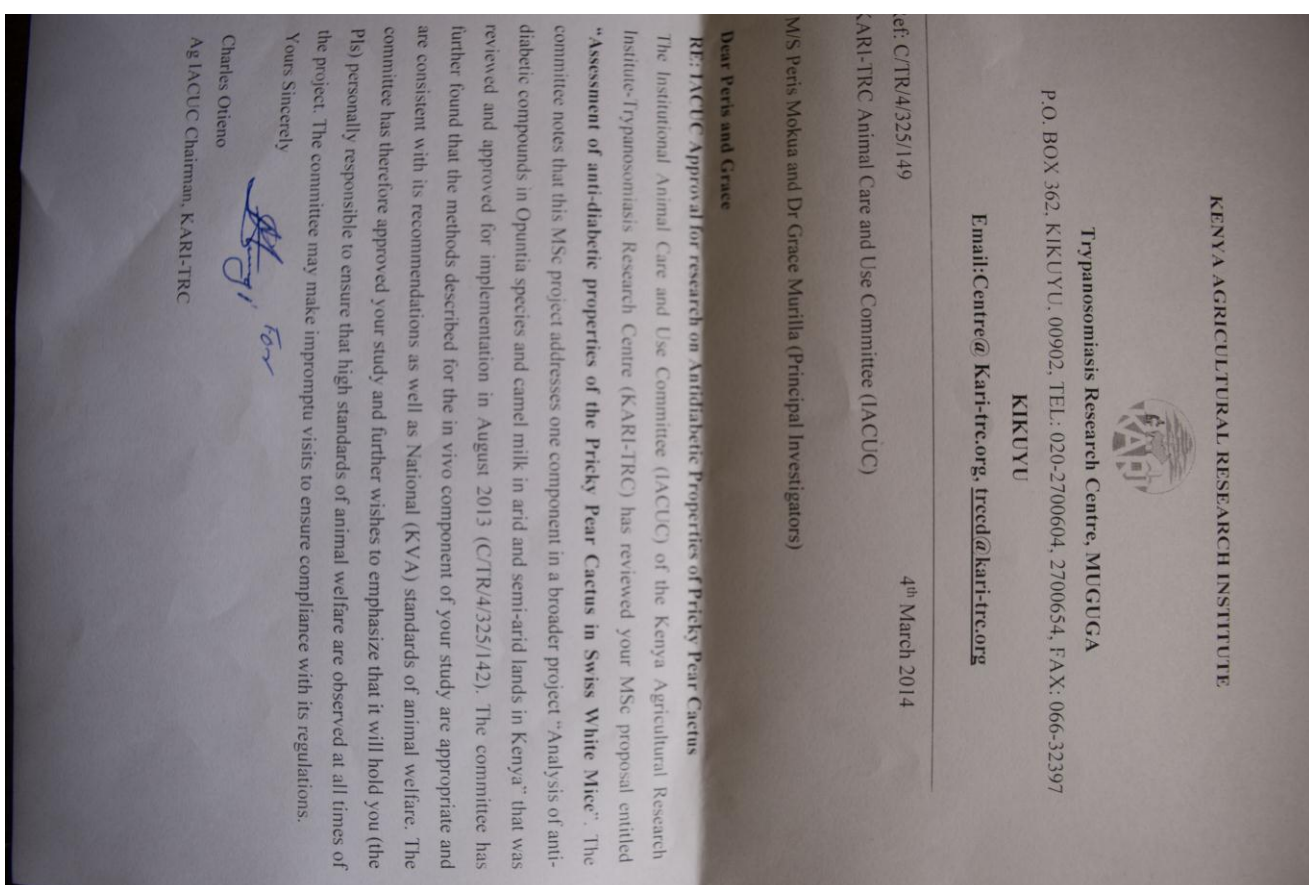 KENYA AGRICULTURAL RESEARCH INSTITUTE
KARI
Trypanosomiasis Research Centre, MUGUGA
P.O. BOX 362, KIKUYU, 00902, TEL: 020-2700604, 2700654, FAX: 066-32397
KIKUYU
Email:Centre@ Kari-trc.org, trccd@kari-trc.org
Ref: C/TR/4/325/149
4th March 2014
KARI-TRC Animal Care and Use Committee (IACUC)
M/S Peris Mokua and Dr Grace Murilla (Principal Investigators)
Dear Peris and Grace
RE: IACUC Approval for research on Antidiabetic Properties of Pricky Pear Cactus
The Institutional Animal Care and Use Committee (IACUC) of the Kenya Agricultural Research
Institute-Trypanosomiasis Research Centre (KARI-TRC) has reviewed your MSc proposal entitled
“Assessment of anti-diabetic properties of the Pricky Pear Cactus in Swiss White Mice”. The
committee notes that this MSc project addresses one component in a broader project “Analysis of anti-
diabetic compounds in Opuntia species and camel milk in arid and semi-arid lands in Kenya” that was
reviewed and approved for implementation in August 2013 (C/TR/4/325/142). The committee has
further found that the methods described for the in vivo component of your study are appropriate and
are consistent with its recommendations as well as National (KVA) standards of animal welfare. The
committee has therefore approved your study and further wishes to emphasize that it will hold you (the
PIs) personally responsible to ensure that high standards of animal welfare are observed at all times of
the project. The committee may make impromptu visits to ensure compliance with its regulations.
Yours Sincerely
For
Charles Otieno
Ag IACUC Chairman, KARI-TRC